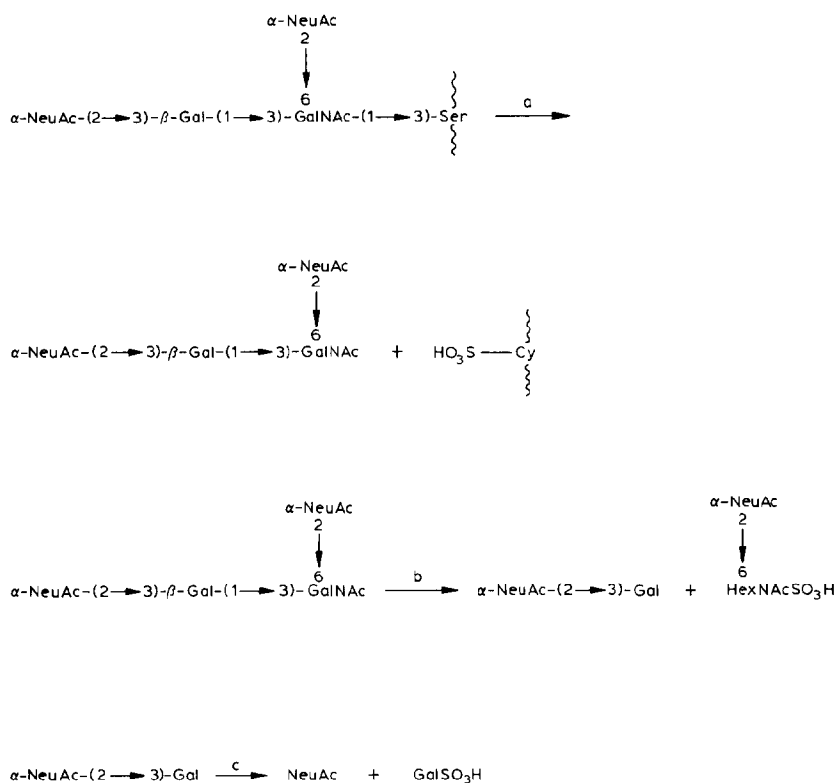 α-NeuAc
2
6
α-NeuAc-(2→3)-β-Gal-(1→3)-GalNAc-(1→3)-Ser a
α-NeuAc
2
6
α-NeuAc-(2→3)-β-Gal-(1→3)-GalNAc + HO₃S—Cy
α-NeuAc α-NeuAc
2 2
6 6
α-NeuAc-(2→3)-β-Gal-(1→3)-GalNAc b α-NeuAc-(2→3)-Gal + HexNAcSO₃H
α-NeuAc-(2→3)-Gal c NeuAc + GalSO₃H